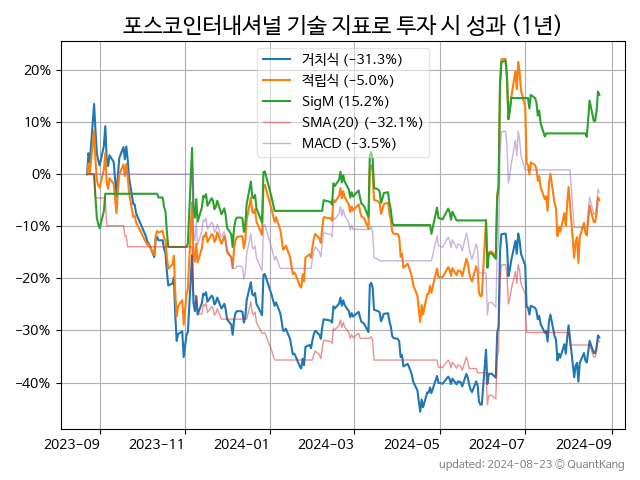 포스코인터내셔널 기술 지표로 투자 시 성과 (1년)
거치식 (−31.3%)
적립식 (−5.0%)
SigM (15.2%)
SMA(20) (−32.1%)
MACD (−3.5%)
20%
10%
0%
−10%
−20%
−30%
−40%
2023-09 2023-11 2024-01 2024-03 2024-05 2024-07 2024-09
updated: 2024-08-23 ⓒ QuantKang